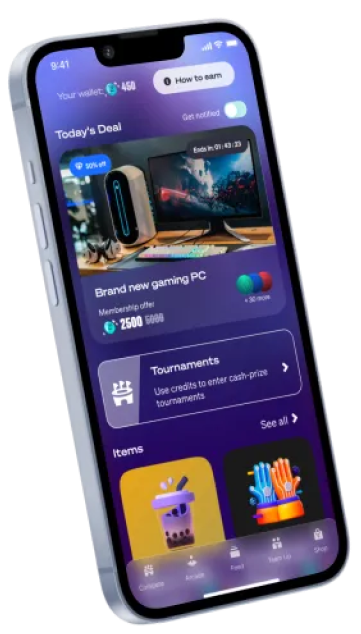 9:41
Your wallet: 450
How to earn
Today's Deal
Get notified
50% off
Ends in: 01 : 43 : 23
Brand new gaming PC
Membership offer
2500 5000
+ 30 more
Tournaments
Use credits to enter cash-prize
tournaments
See all
Items
Compete
Arcade
Feed
Team Up
Shop